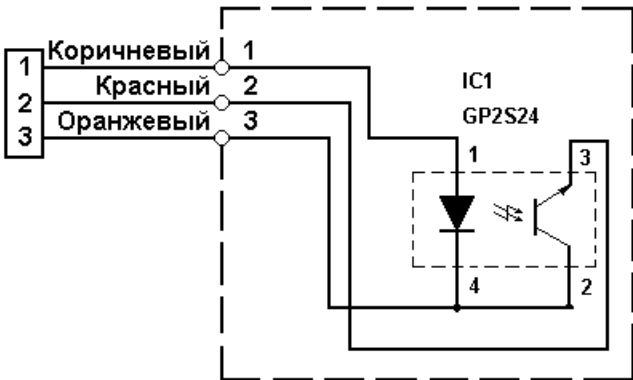 1 Коричневый 1
2 Красный 2
3 Оранжевый 3
IC1
GP2S24
1 3
4 2